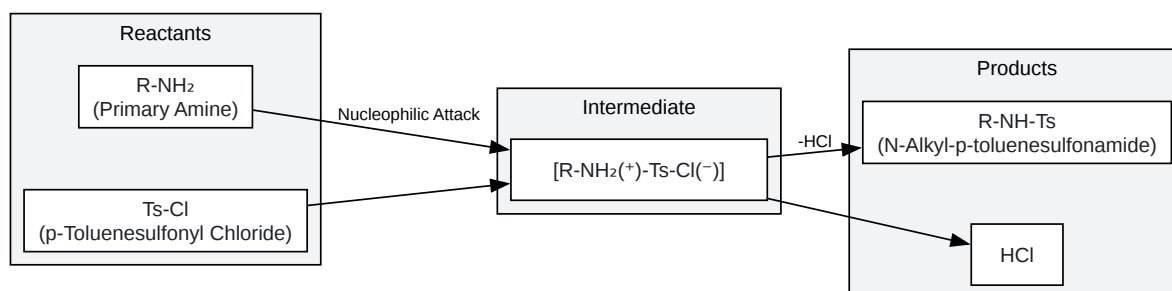 Reactants
R-NH₂
(Primary Amine)
Nucleophilic Attack
Ts-Cl
(p-Toluenesulfonyl Chloride)
Intermediate
[R-NH₂(⁺)-Ts-Cl(⁻)]
-HCl
Products
R-NH-Ts
(N-Alkyl-p-toluenesulfonamide)
HCl